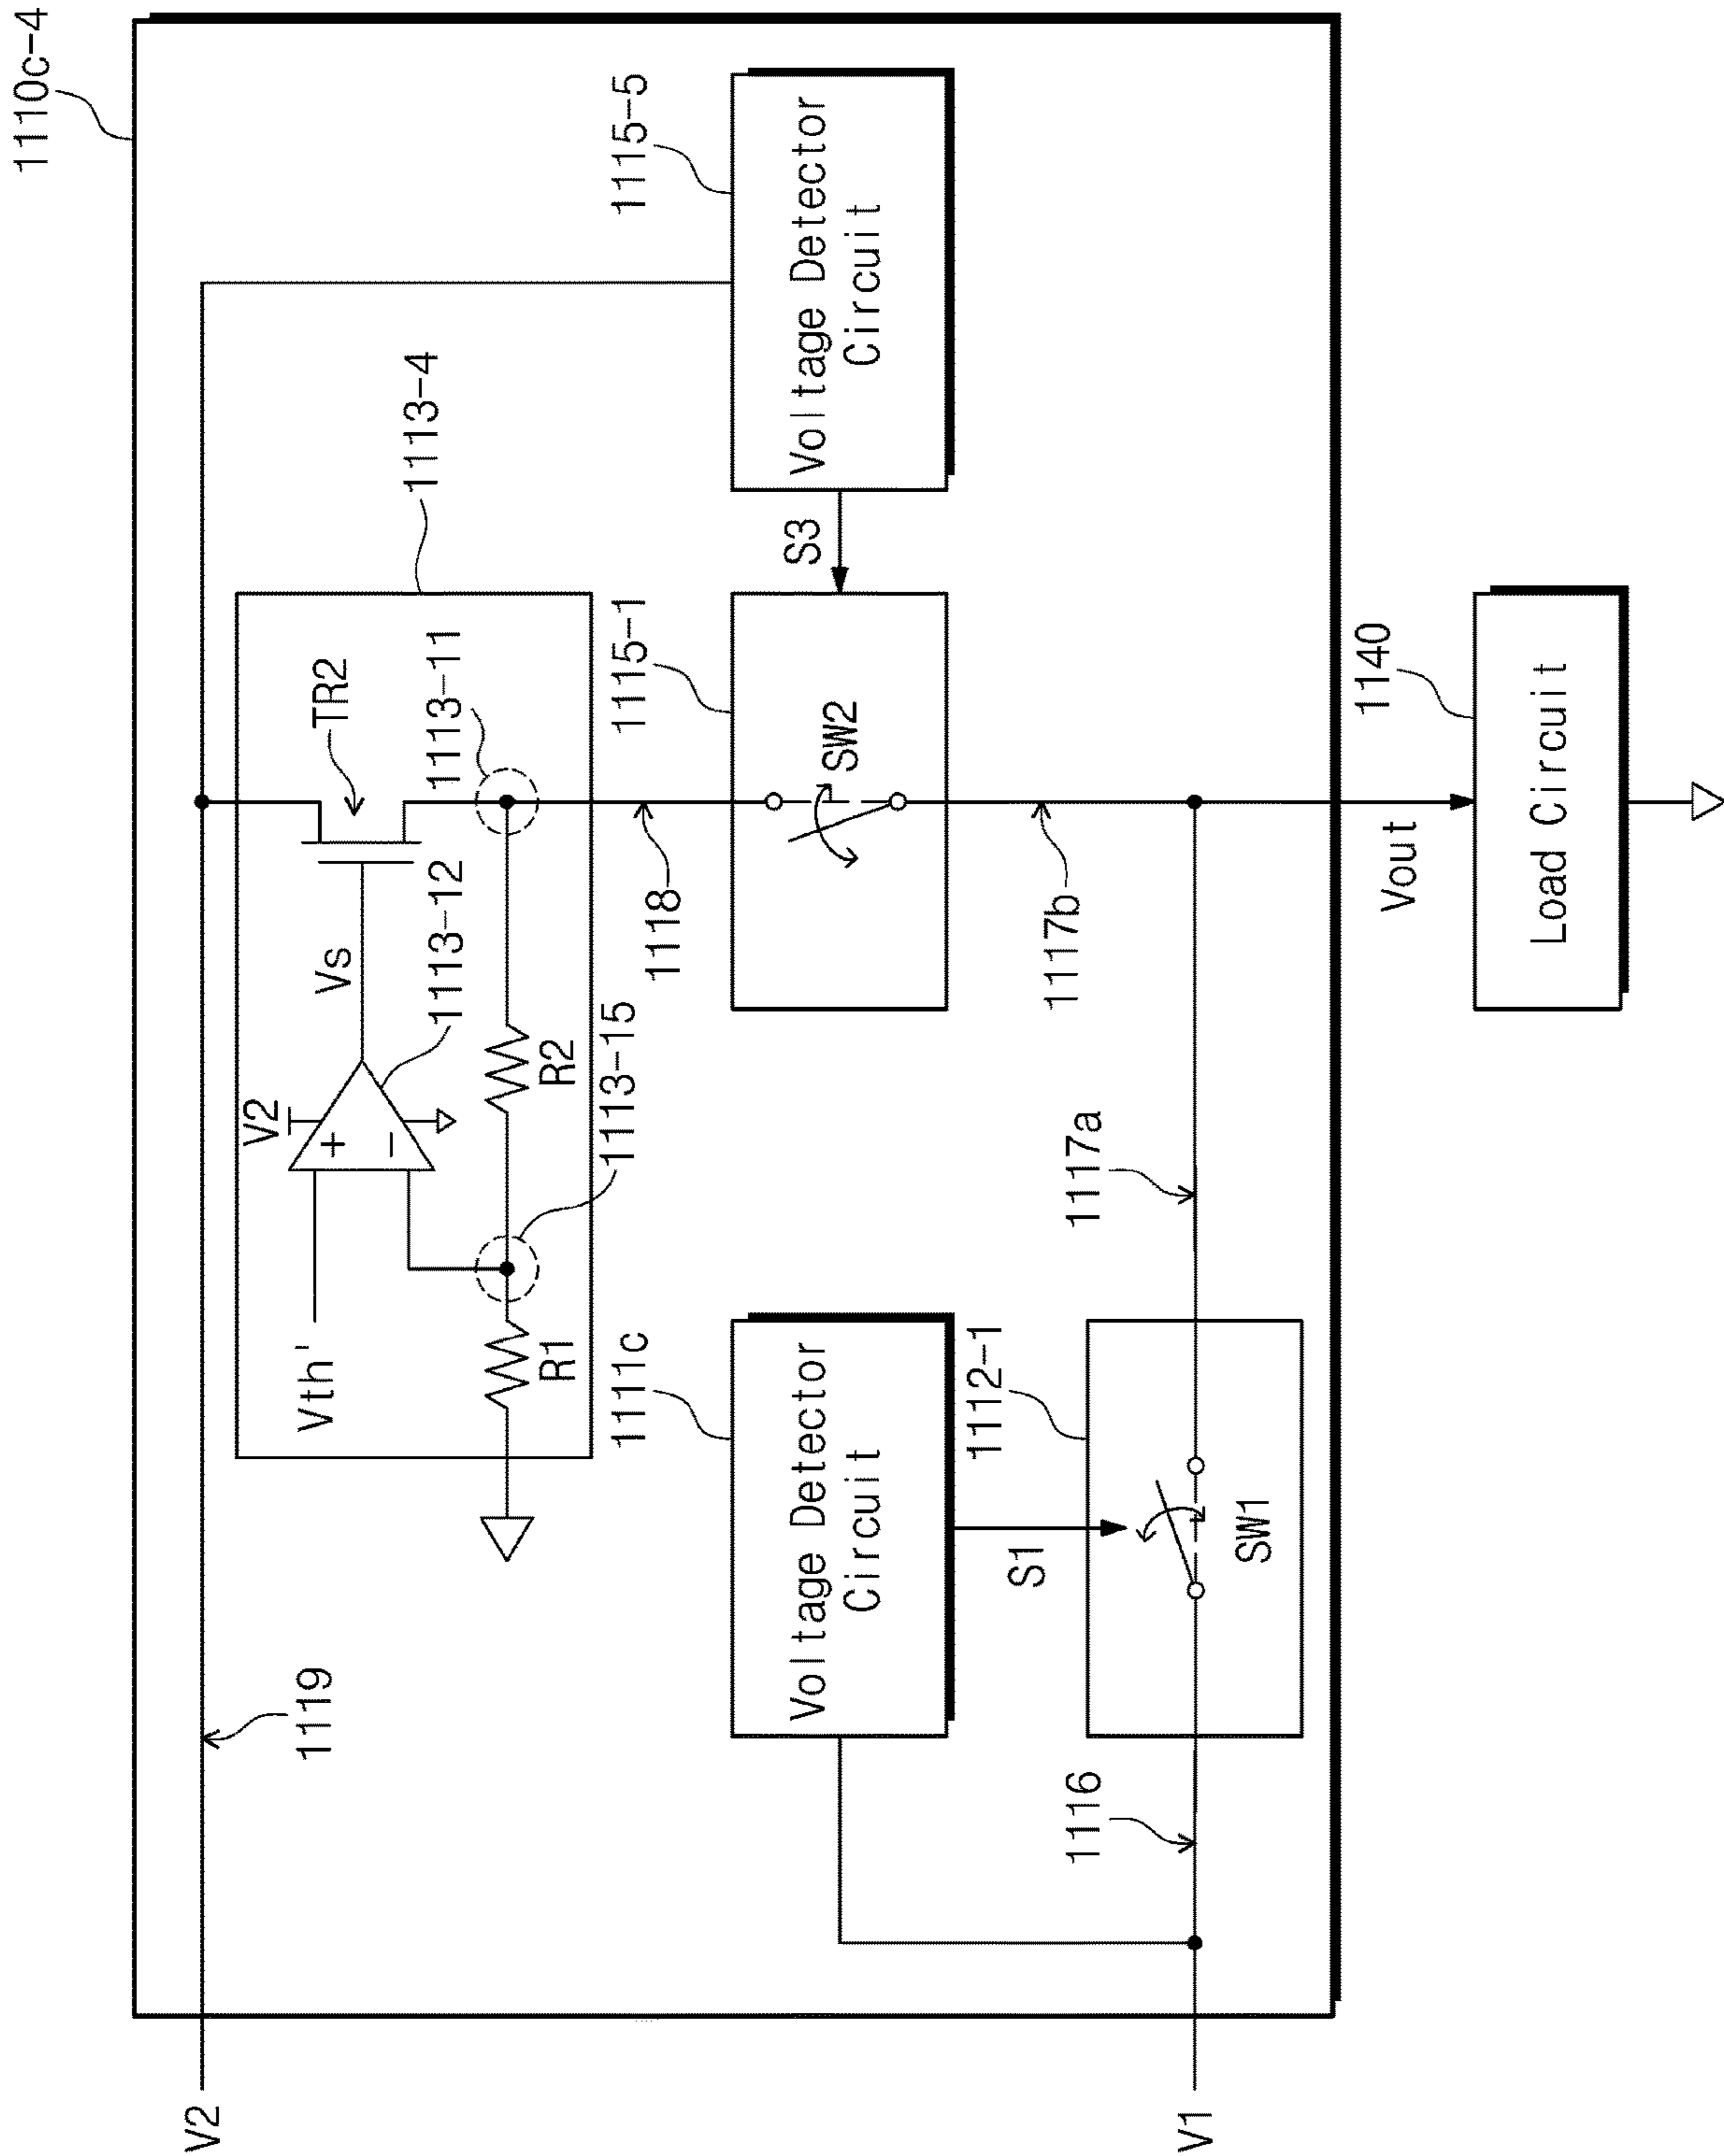 1110c-4
V2
1119
1113-4
V2
Vth'
+
−
Vs
TR2
1113-12
1113-11
R1
R2
1113-15
1111c
1118
1115-1
1115-5
Voltage Detector
Circuit
SW2
S3
Voltage Detector
Circuit
1112-1
S1
SW1
1116
1117a
1117b
V1
Vout
1140
Load Circuit